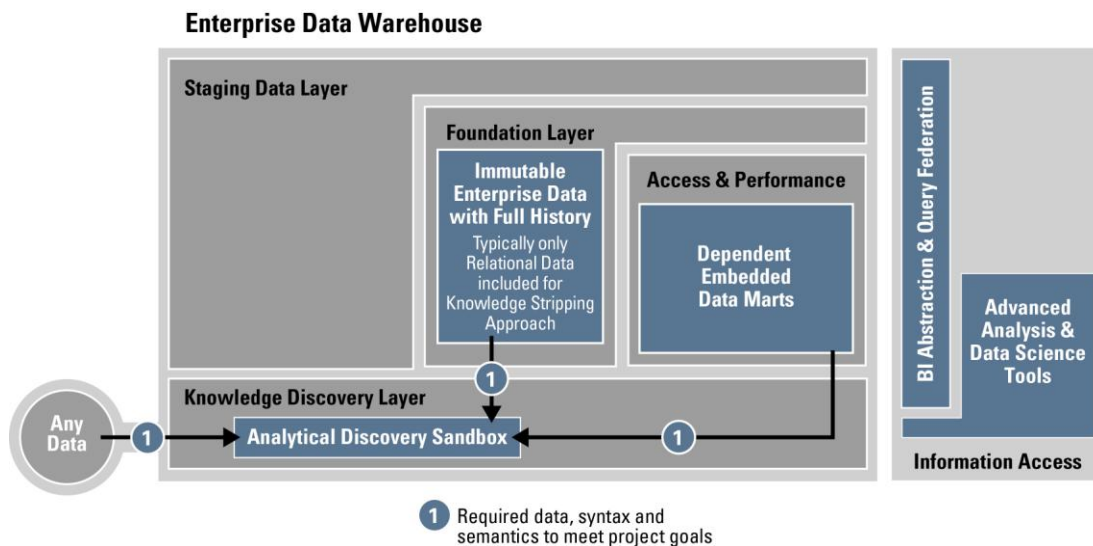 Enterprise Data Warehouse
Staging Data Layer
Foundation Layer
Immutable
Enterprise Data
with Full History
Typically only
Relational Data
included for
Knowledge Stripping
Approach
Access & Performance
Dependent
Embedded
Data Marts
1
Knowledge Discovery Layer
Any
Data
1
Analytical Discovery Sandbox
1
BI Abstraction & Query Federation
Advanced
Analysis &
Data Science
Tools
Information Access
1 Required data, syntax and
semantics to meet project goals